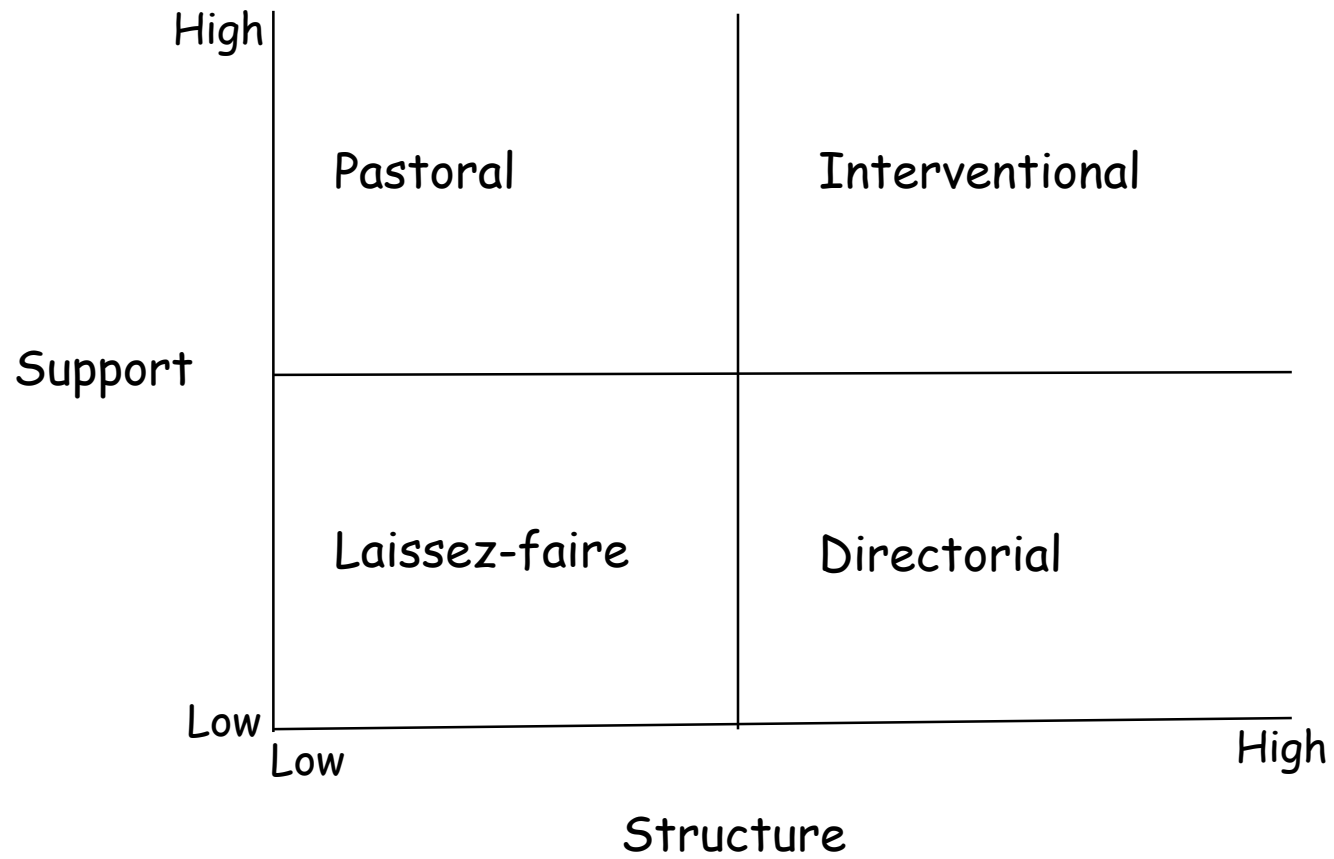 High
Pastoral
Interventional
Support
Laissez-faire
Directorial
Low
Low
High
Structure